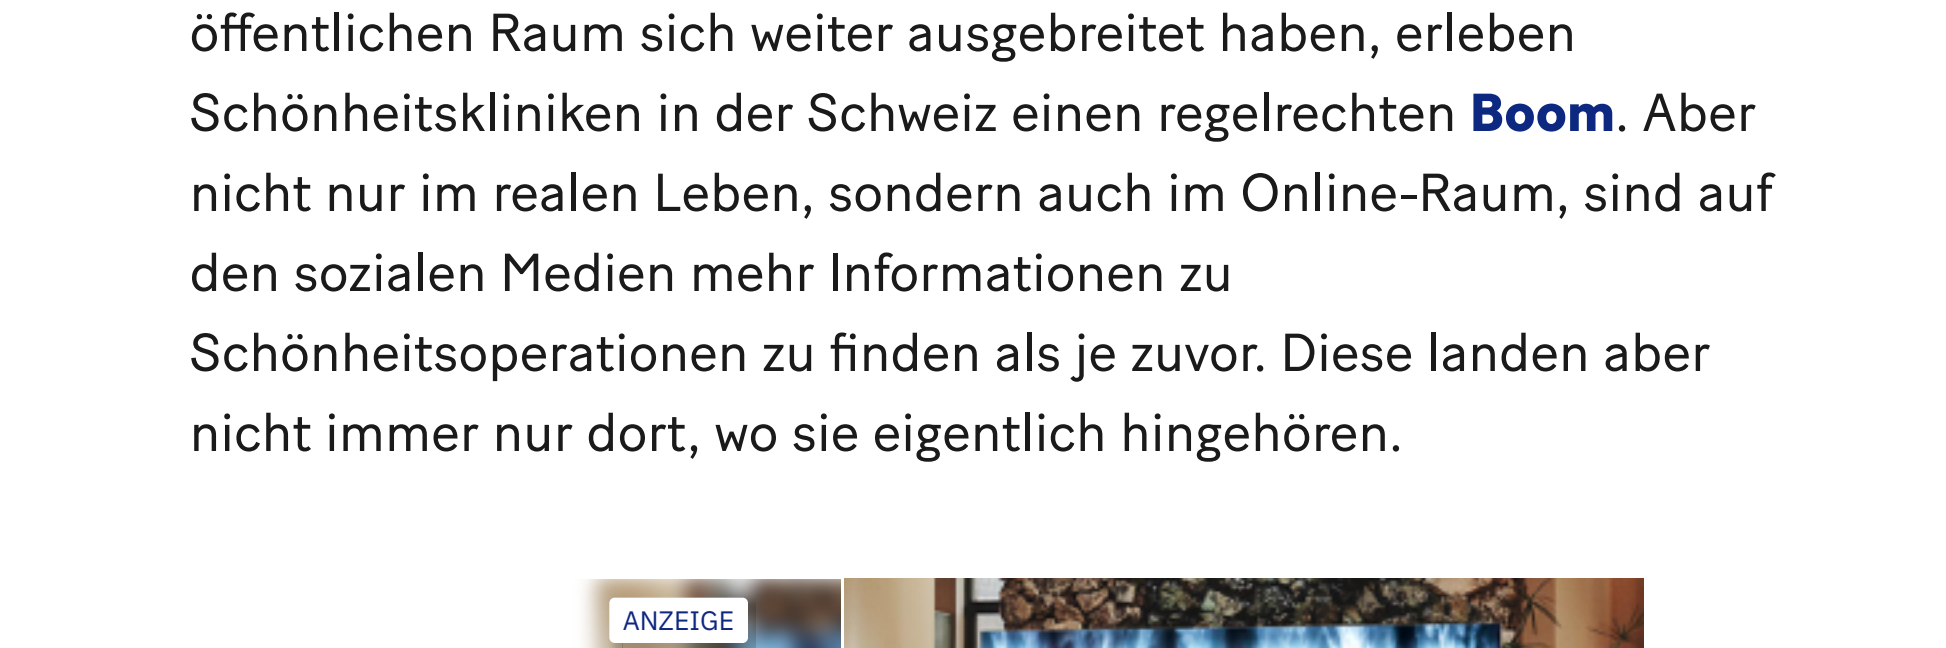 öffentlichen Raum sich weiter ausgebreitet haben, erleben
Schönheitskliniken in der Schweiz einen regelrechten Boom. Aber
nicht nur im realen Leben, sondern auch im Online-Raum, sind auf
den sozialen Medien mehr Informationen zu
Schönheitsoperationen zu finden als je zuvor. Diese landen aber
nicht immer nur dort, wo sie eigentlich hingehören.
ANZEIGE